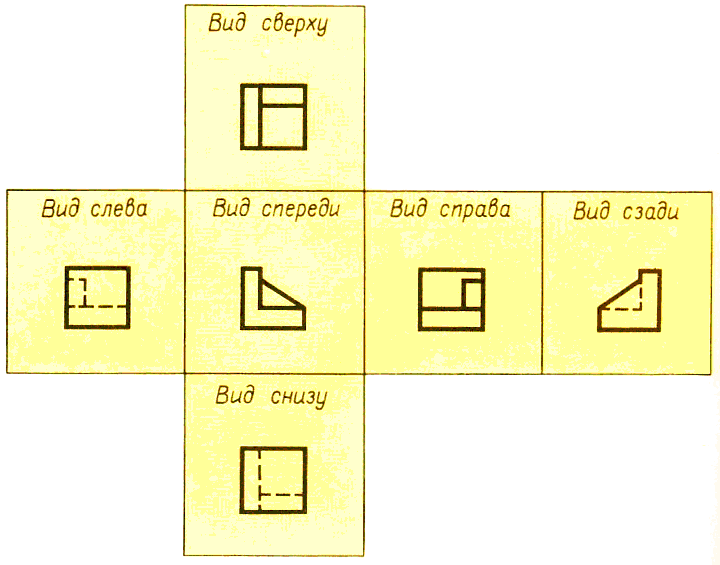 Вид сверху
Вид слева
Вид спереди
Вид справа
Вид сзади
Вид снизу